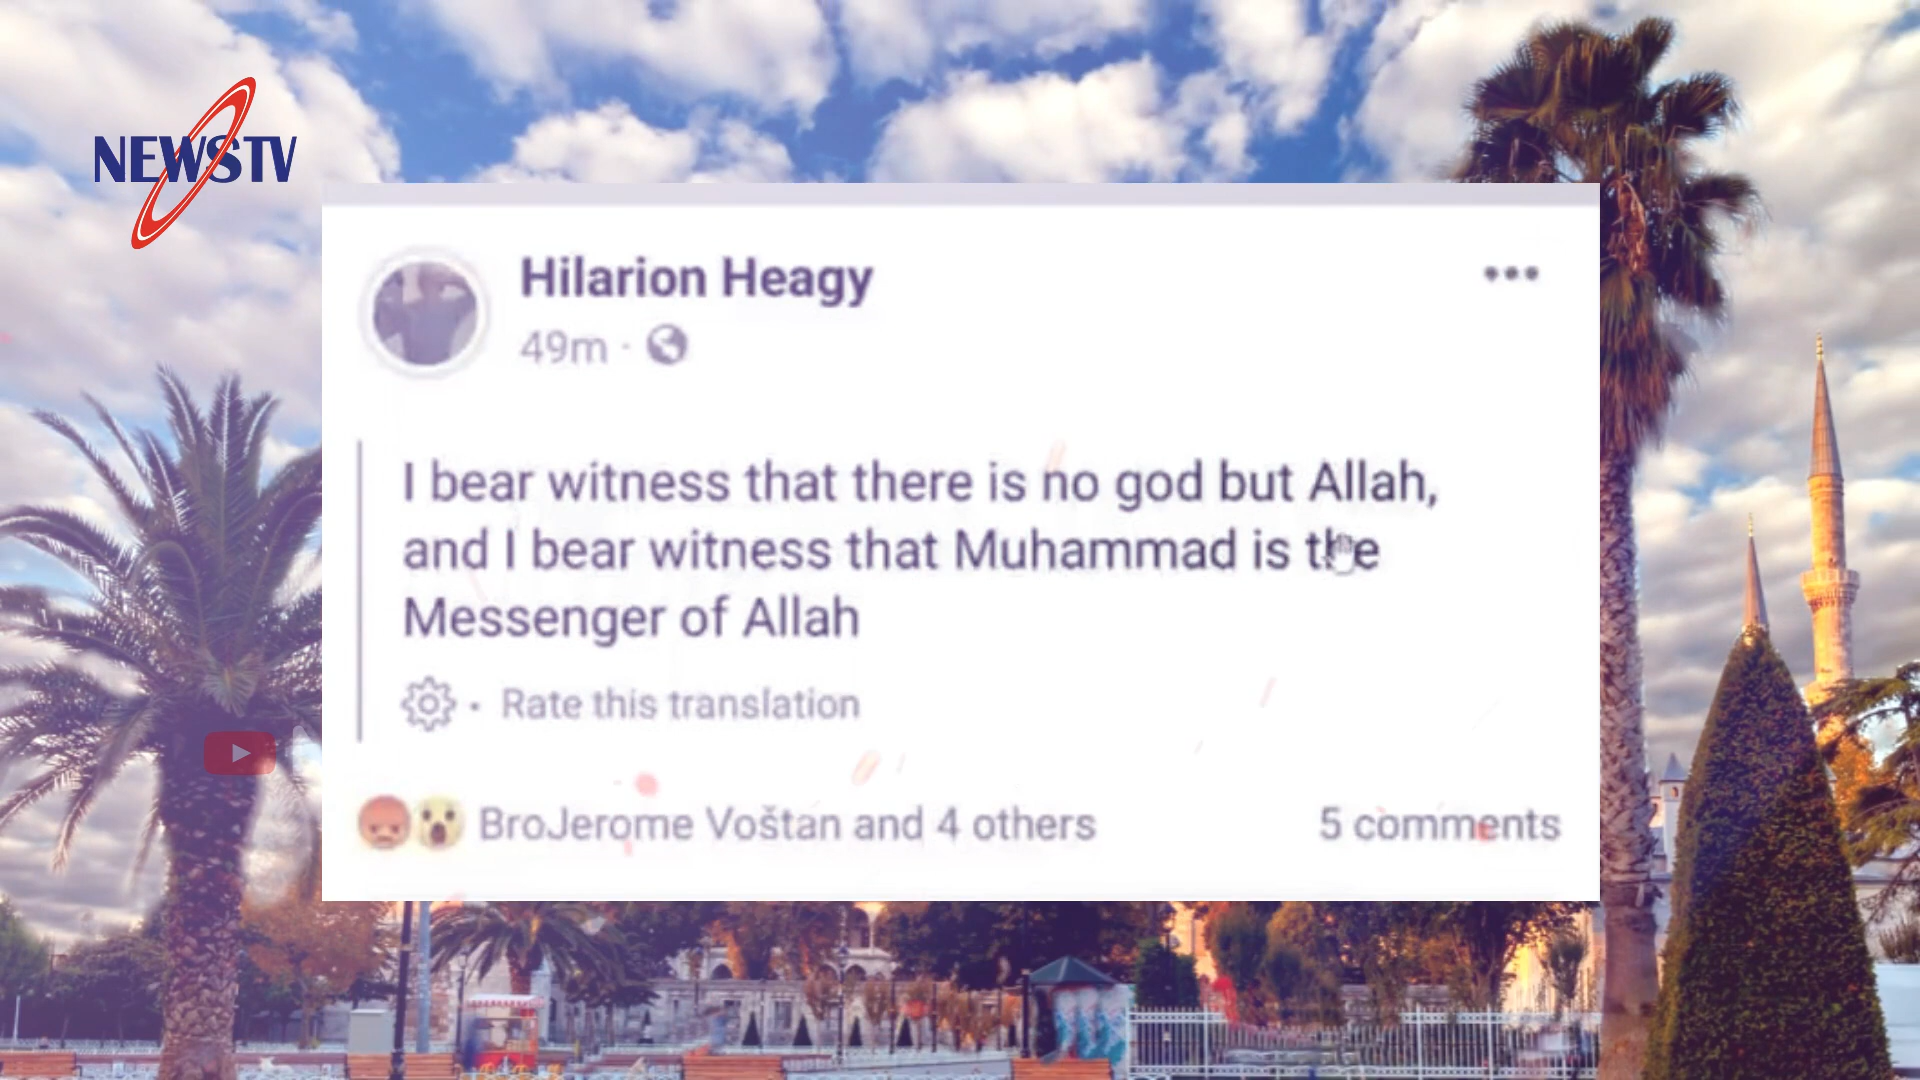 NEWSTV
Hilarion Heagy
49m ·
I bear witness that there is no god but Allah,
and I bear witness that Muhammad is the
Messenger of Allah
· Rate this translation
BroJerome Voštan and 4 others
5 comments